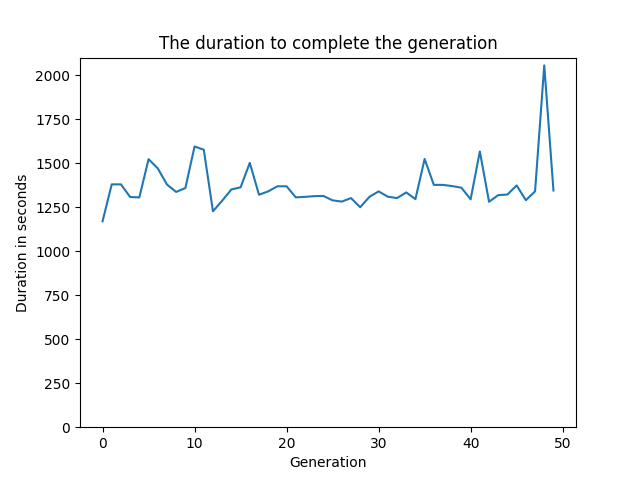 The duration to complete the generation
2000
1750
1500
1250
1000
750
500
250
0
Duration in seconds
0 10 20 30 40 50
Generation